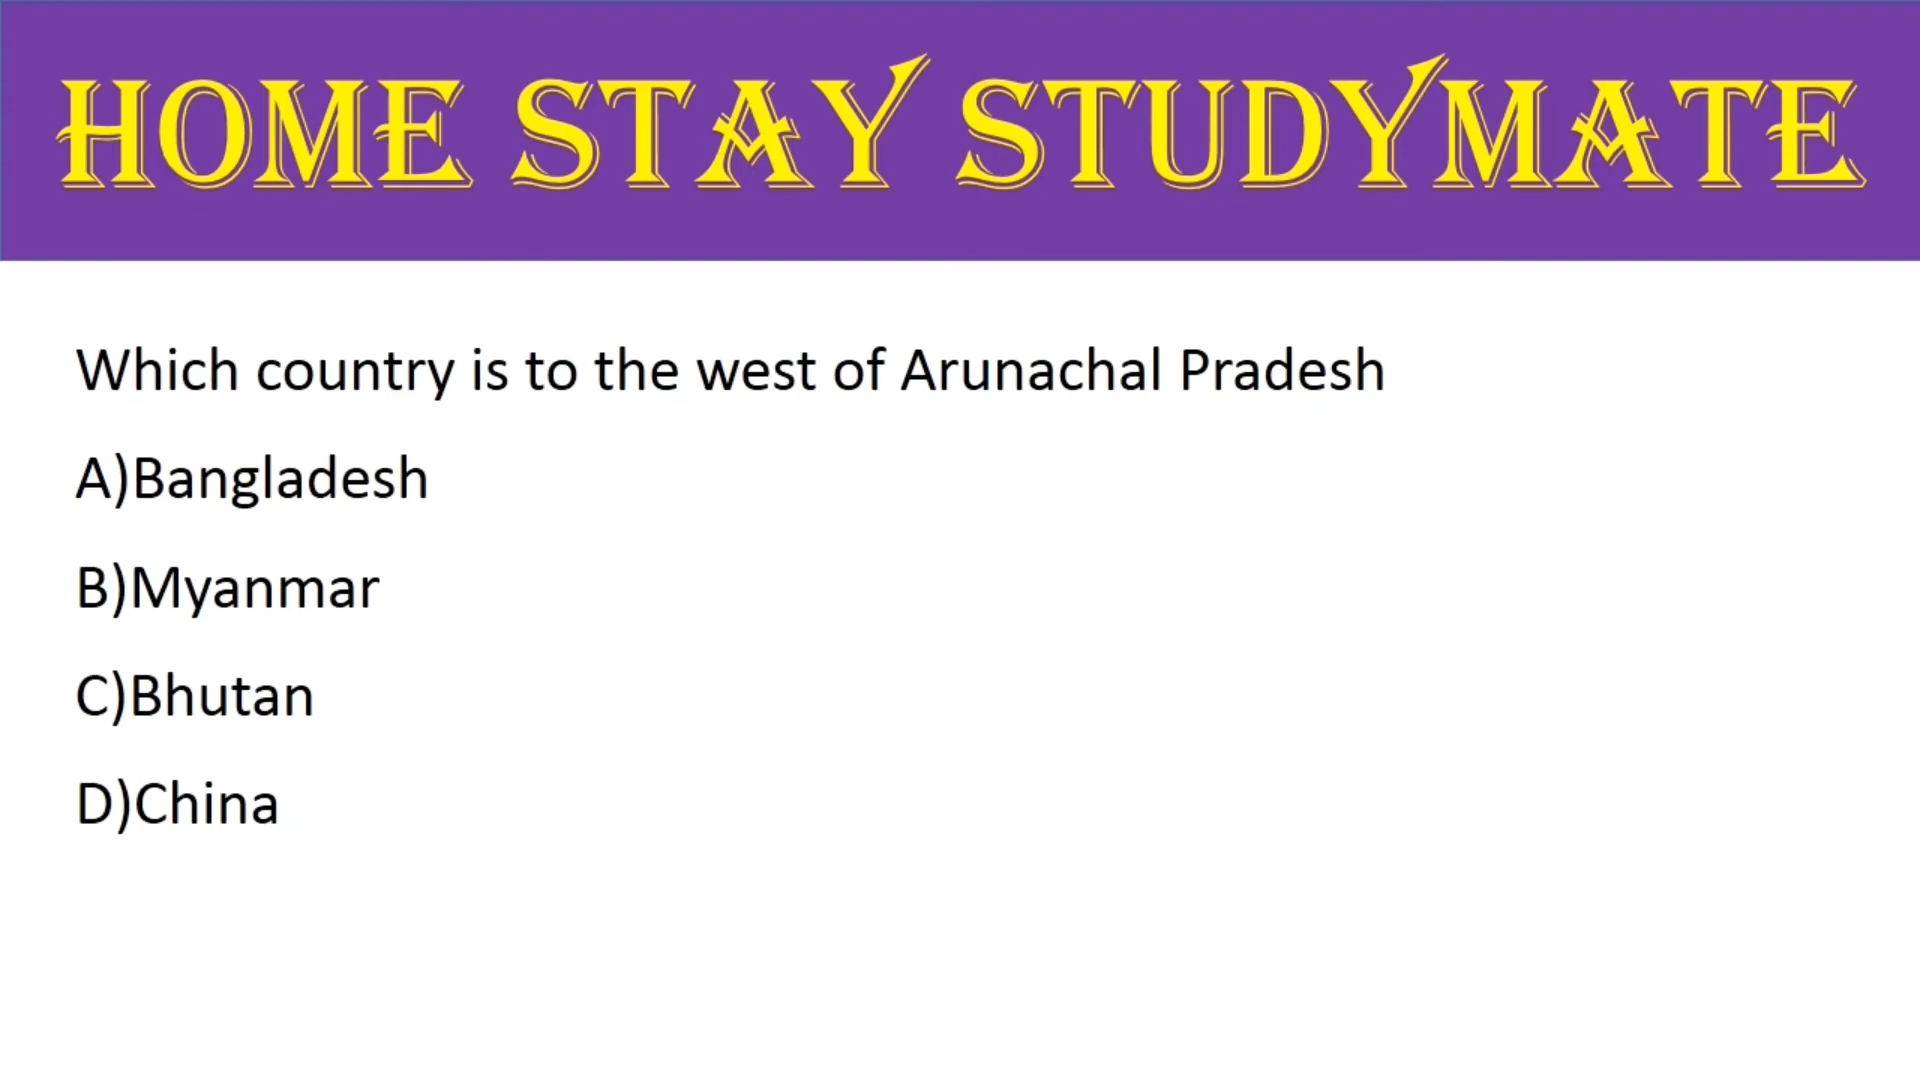 HOME STAY STUDYMATE
Which country is to the west of Arunachal Pradesh
A)Bangladesh
B)Myanmar
C)Bhutan
D)China